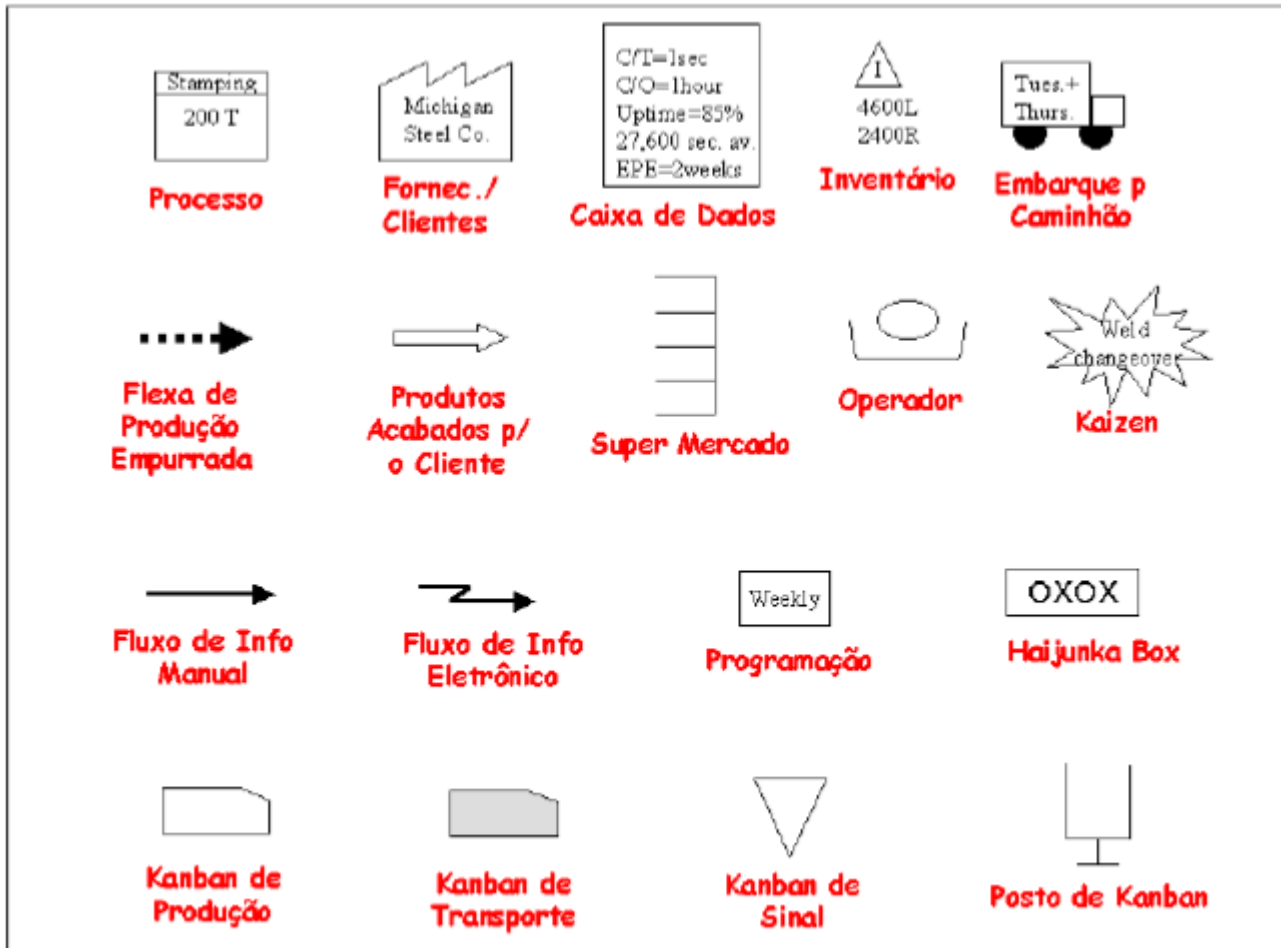 Stamping
200 T
Processo
Michigan
Steel Co.
Fornec./
Clientes
C/T=1sec
C/O=1hour
Uptime=85%
27,600 sec. av.
EPE=2weeks
Caixa de Dados
I
4600L
2400R
Inventário
Tues.+
Thurs.
Embarque p
Caminhão
Flexa de
Produção
Empurrada
Produtos
Acabados p/
o Cliente
Super Mercado
Operador
Weld
changeover
Kaizen
Fluxo de Info
Manual
Fluxo de Info
Eletrônico
Weekly
Programação
OXOX
Haijunka Box
Kanban de
Produção
Kanban de
Transporte
Kanban de
Sinal
Posto de Kanban